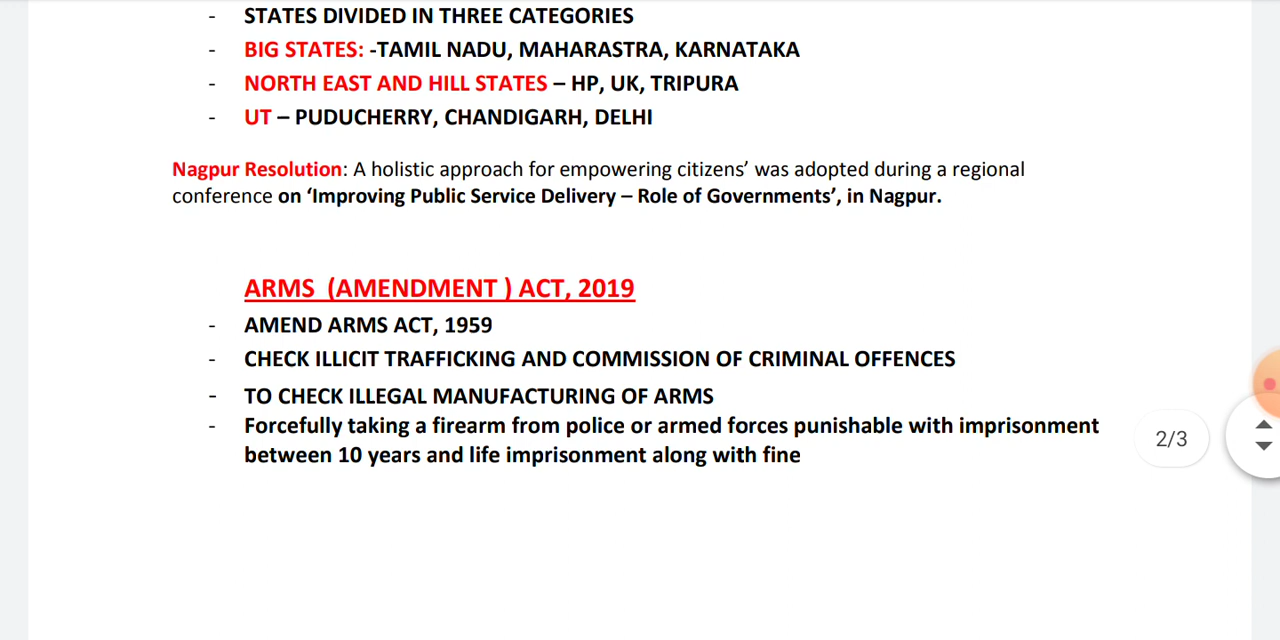 - STATES DIVIDED IN THREE CATEGORIES
- BIG STATES: -TAMIL NADU, MAHARASTRA, KARNATAKA
- NORTH EAST AND HILL STATES – HP, UK, TRIPURA
- UT – PUDUCHERRY, CHANDIGARH, DELHI
Nagpur Resolution: A holistic approach for empowering citizens’ was adopted during a regional
conference on ‘Improving Public Service Delivery – Role of Governments’, in Nagpur.
ARMS (AMENDMENT ) ACT, 2019
- AMEND ARMS ACT, 1959
- CHECK ILLICIT TRAFFICKING AND COMMISSION OF CRIMINAL OFFENCES
- TO CHECK ILLEGAL MANUFACTURING OF ARMS
- Forcefully taking a firearm from police or armed forces punishable with imprisonment
between 10 years and life imprisonment along with fine
2/3